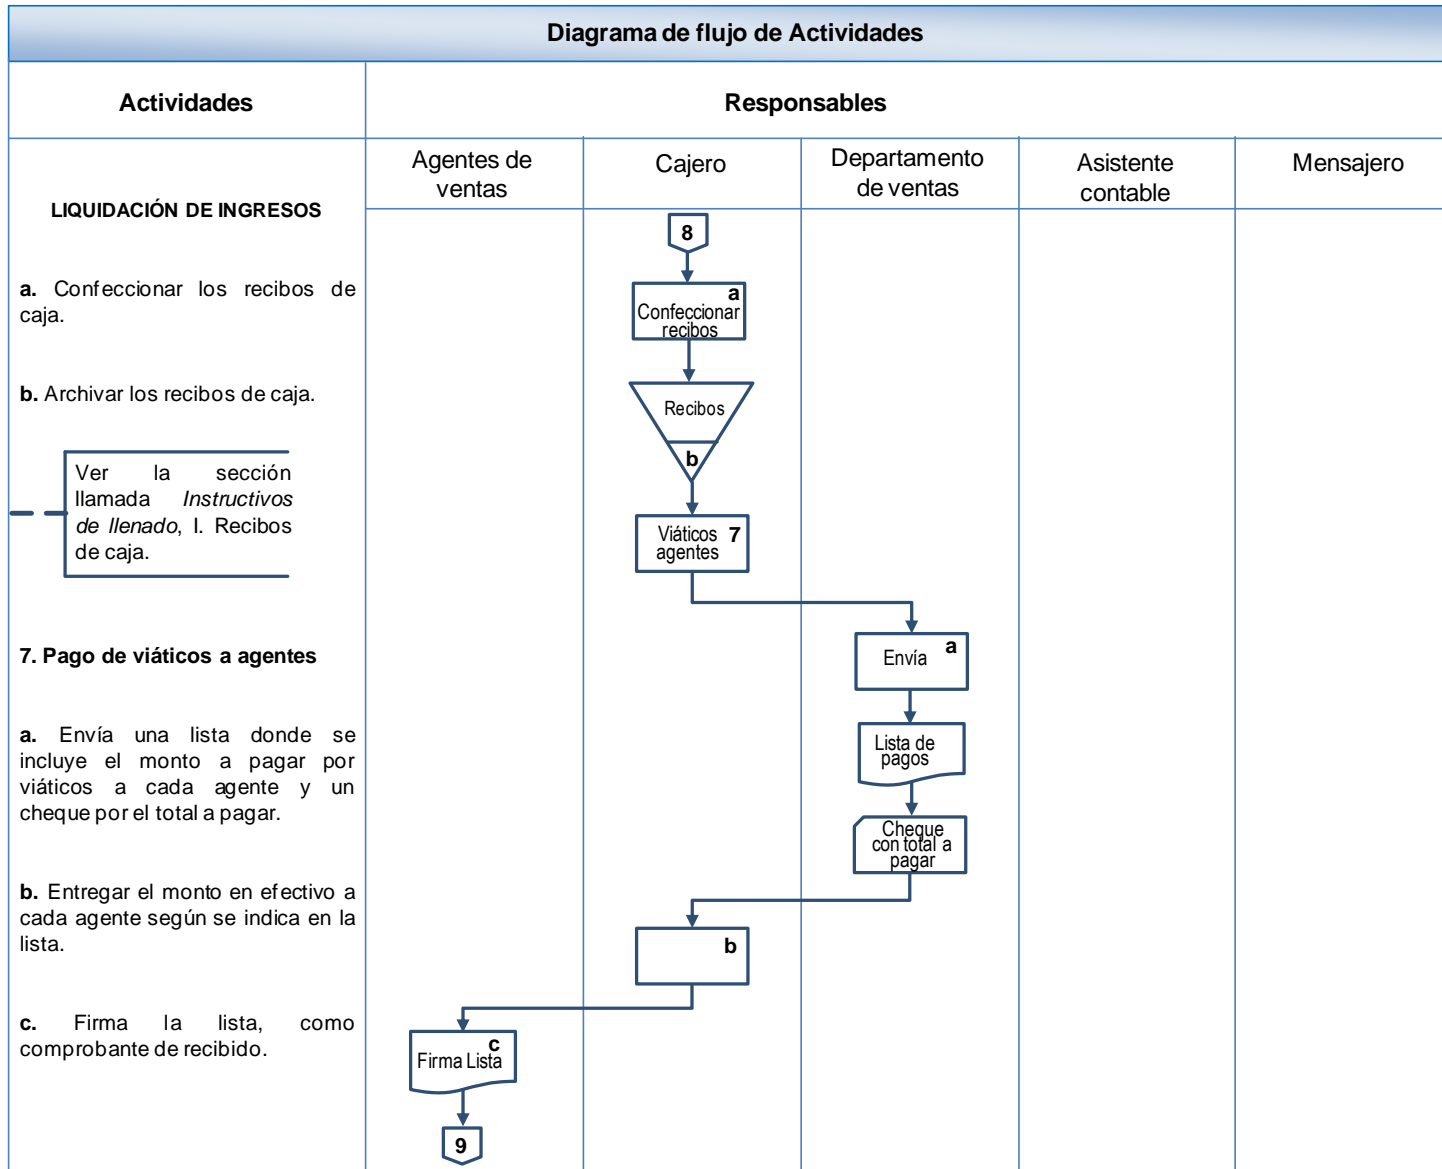 Diagrama de flujo de Actividades
Actividades
Responsables
Agentes de
ventas
Cajero
Departamento
de ventas
Asistente
contable
Mensajero
LIQUIDACIÓN DE INGRESOS
a. Confeccionar los recibos de
caja.
b. Archivar los recibos de caja.
Ver la sección
llamada Instructivos
de llenado, I. Recibos
de caja.
7. Pago de viáticos a agentes
a. Envía una lista donde se
incluye el monto a pagar por
viáticos a cada agente y un
cheque por el total a pagar.
b. Entregar el monto en efectivo a
cada agente según se indica en la
lista.
c. Firma la lista, como
comprobante de recibido.
8
a
Confeccionar
recibos
Recibos
b
Viáticos 7
agentes
Envía a
Lista de
pagos
Cheque
con total a
pagar
b
c
Firma Lista
9